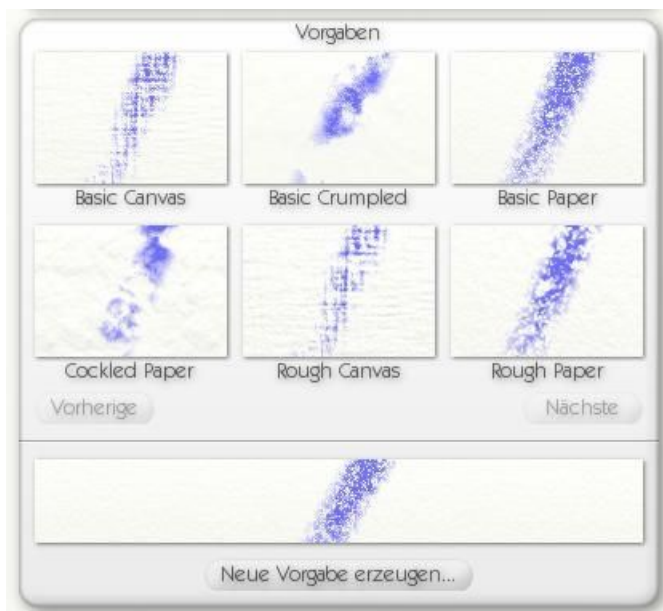 Vorgaben
Basic Canvas
Basic Crumpled
Basic Paper
Cockled Paper
Rough Canvas
Rough Paper
Vorherige
Nächste
Neue Vorgabe erzeugen...